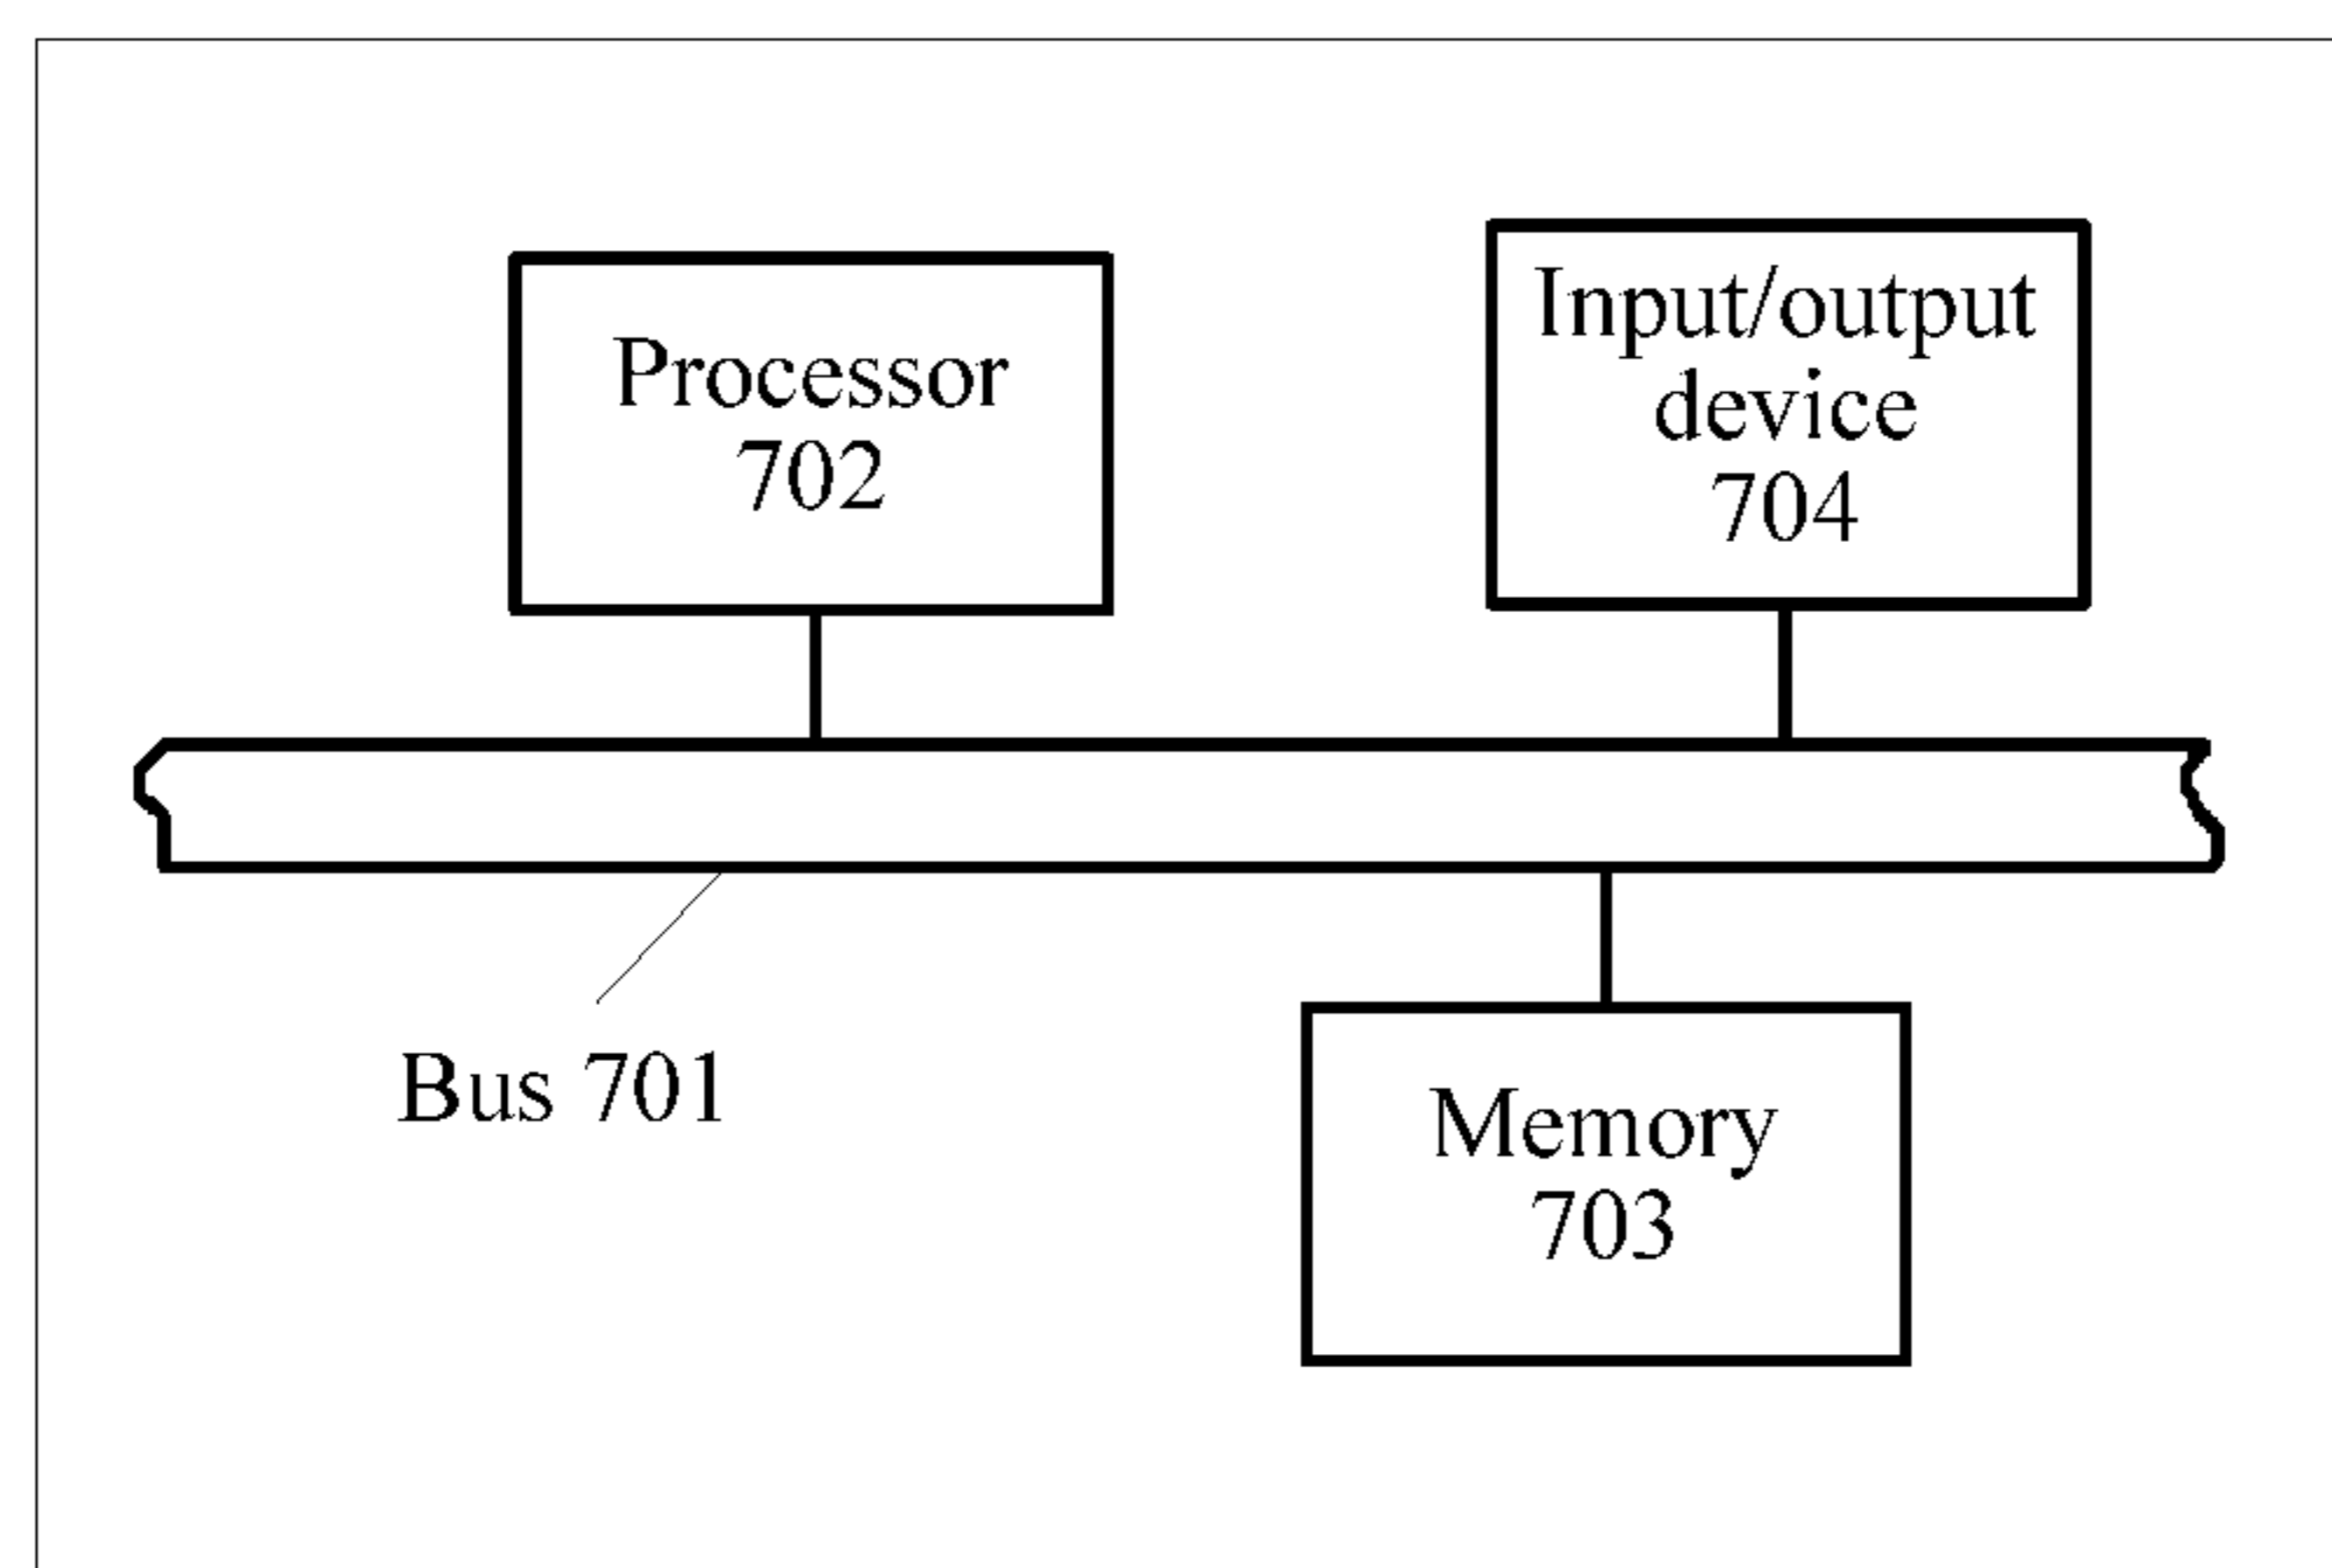 Processor
702
Input/output
device
704
Bus 701
Memory
703